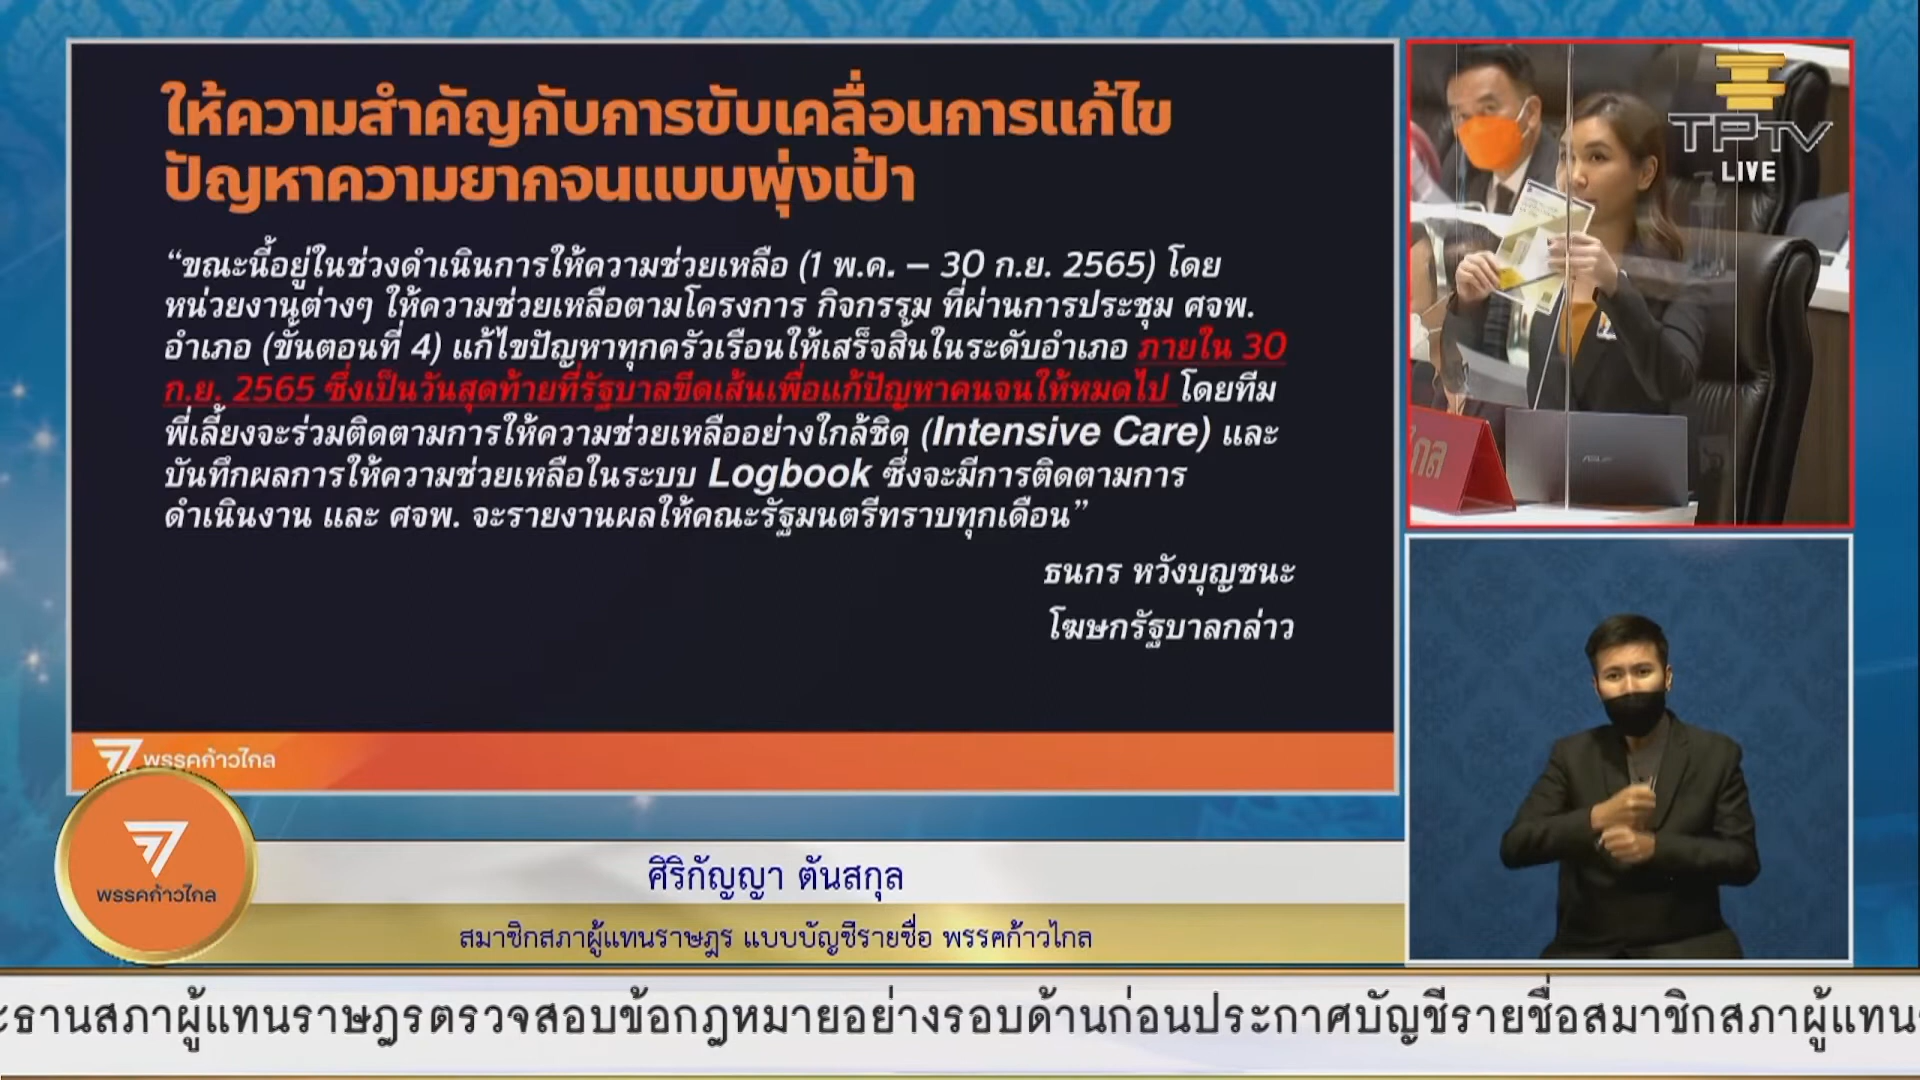 ให้ความสำคัญกับการขับเคลื่อนการแก้ไข
ปัญหาความยากจนแบบพุ่งเป้า
“ขณะนี้อยู่ในช่วงดำเนินการให้ความช่วยเหลือ (1 พ.ค. – 30 ก.ย. 2565) โดย
หน่วยงานต่างๆ ให้ความช่วยเหลือตามโครงการ กิจกรรม ที่ผ่านการประชุม ศจพ.
อำเภอ (ขั้นตอนที่ 4) แก้ไขปัญหาทุกครัวเรือนให้เสร็จสิ้นในระดับอำเภอ ภายใน 30
ก.ย. 2565 ซึ่งเป็นวันสุดท้ายที่รัฐบาลขีดเส้นเพื่อแก้ปัญหาคนจนให้หมดไป โดยทีม
พี่เลี้ยงจะร่วมติดตามการให้ความช่วยเหลืออย่างใกล้ชิด (Intensive Care) และ
บันทึกผลการให้ความช่วยเหลือในระบบ Logbook ซึ่งจะมีการติดตามการ
ดำเนินงาน และ ศจพ. จะรายงานผลให้คณะรัฐมนตรีทราบทุกเดือน”
ธนกร หวังบุญชนะ
โฆษกรัฐบาลกล่าว
พรรคก้าวไกล
TPTV
LIVE
ไกล
ASUS
พรรคก้าวไกล
ศิริกัญญา ตันสกุล
สมาชิกสภาผู้แทนราษฎร แบบบัญชีรายชื่อ พรรคก้าวไกล
ะธานสภาผู้แทนราษฎรตรวจสอบข้อกฎหมายอย่างรอบด้านก่อนประกาศบัญชีรายชื่อสมาชิกสภาผู้แทน